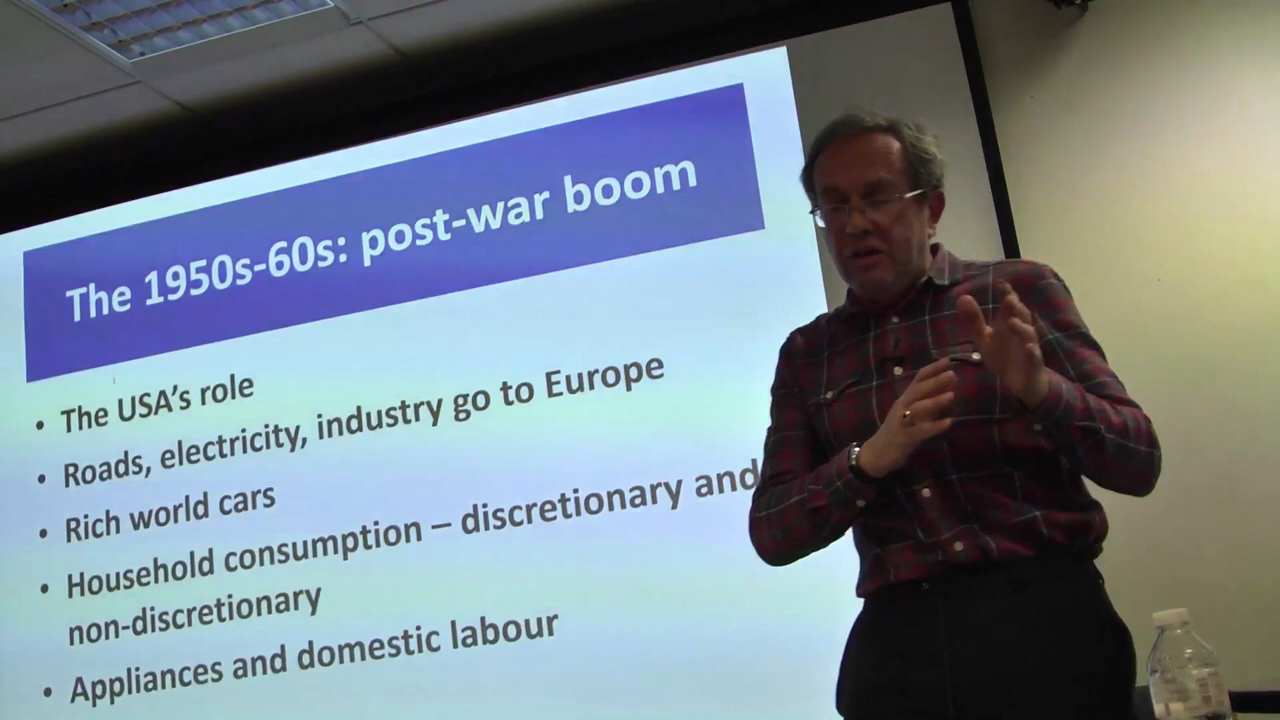 The 1950s-60s: post-war boom
• The USA's role
• Roads, electricity, industry go to Europe
• Rich world cars
• Household consumption – discretionary and
non-discretionary
• Appliances and domestic labour